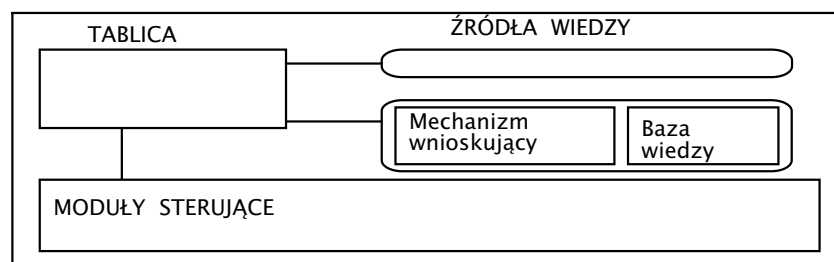 TABLICA
ŹRÓDŁA WIEDZY
Mechanizm
wnioskujący
Baza
wiedzy
MODUŁY STERUJĄCE